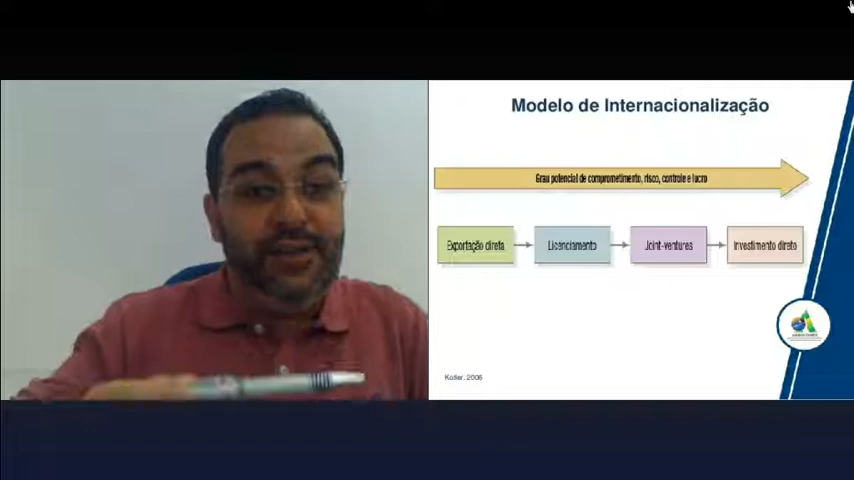 Modelo de Internacionalização
Grau potencial de comprometimento, risco, controle e lucro
Exportação direta
Licenciamento
Joint-ventures
Investimento direto
Kotler, 2006